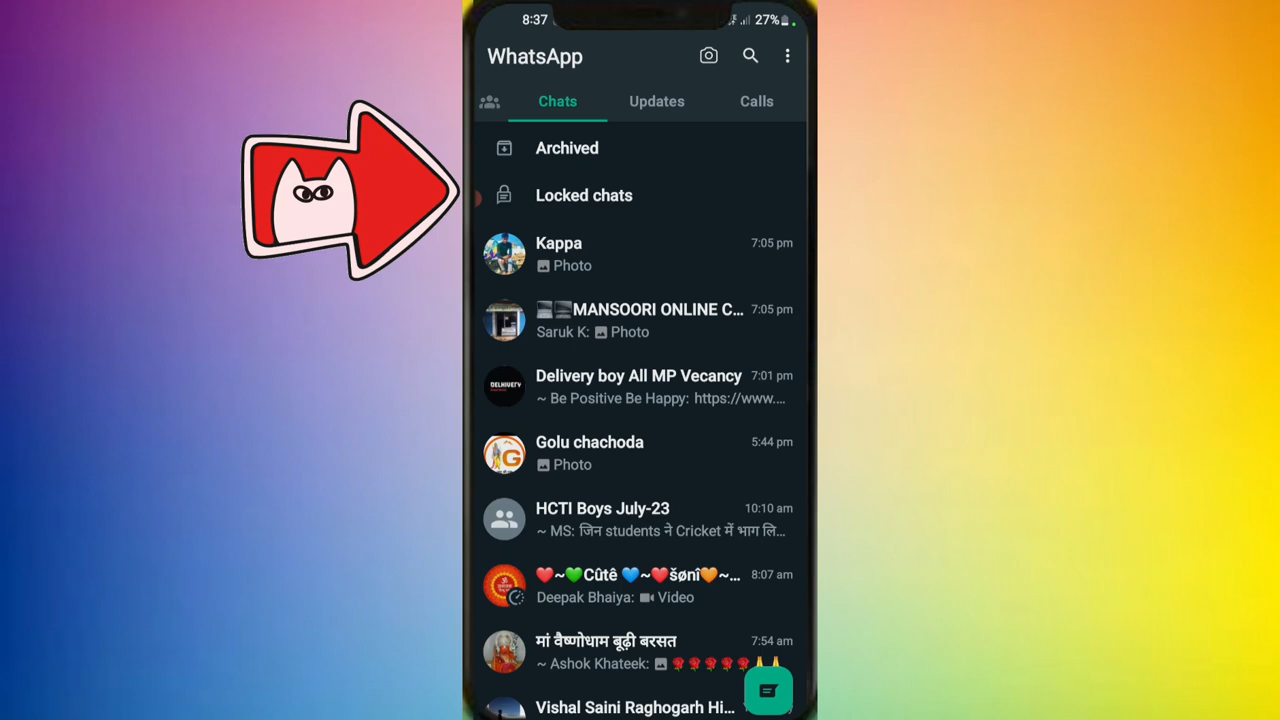 8:37
27%
WhatsApp
Chats
Updates
Calls
Archived
Locked chats
Kappa 7:05 pm
Photo
MANSOORI ONLINE C... 7:05 pm
Saruk K: Photo
Delivery boy All MP Vecancy 7:01 pm
~ Be Positive Be Happy: https://www....
DELHIVERY
Golu chachoda 5:44 pm
G
Photo
HCTI Boys July-23 10:10 am
~ MS: जिन students ने Cricket में भाग लि...
❤️~💚Cûtê 💙~❤️šønî🧡~... 8:07 am
Deepak Bhaiya: Video
मां वैष्णोधाम बूढ़ी बरसत 7:54 am
~ Ashok Khateek: 🌹🌹🌹🌹🌹🙏🙏
Vishal Saini Raghogarh Hi...